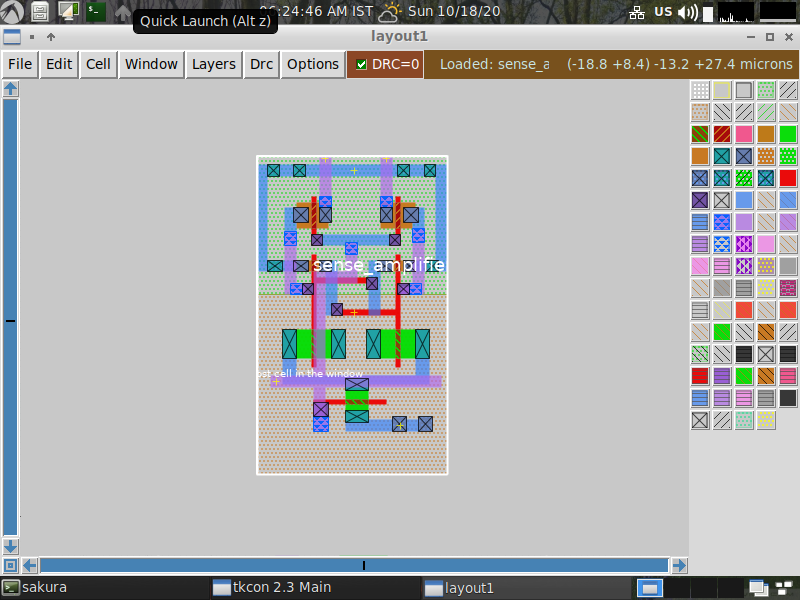 06:24:46 AM IST
Sun 10/18/20
US
Quick Launch (Alt z)
layout1
File Edit Cell Window Layers Drc Options DRC=0 Loaded: sense_a (-18.8 +8.4) -13.2 +27.4 microns
sense_amplifie
ost cell in the window
sakura tkcon 2.3 Main layout1